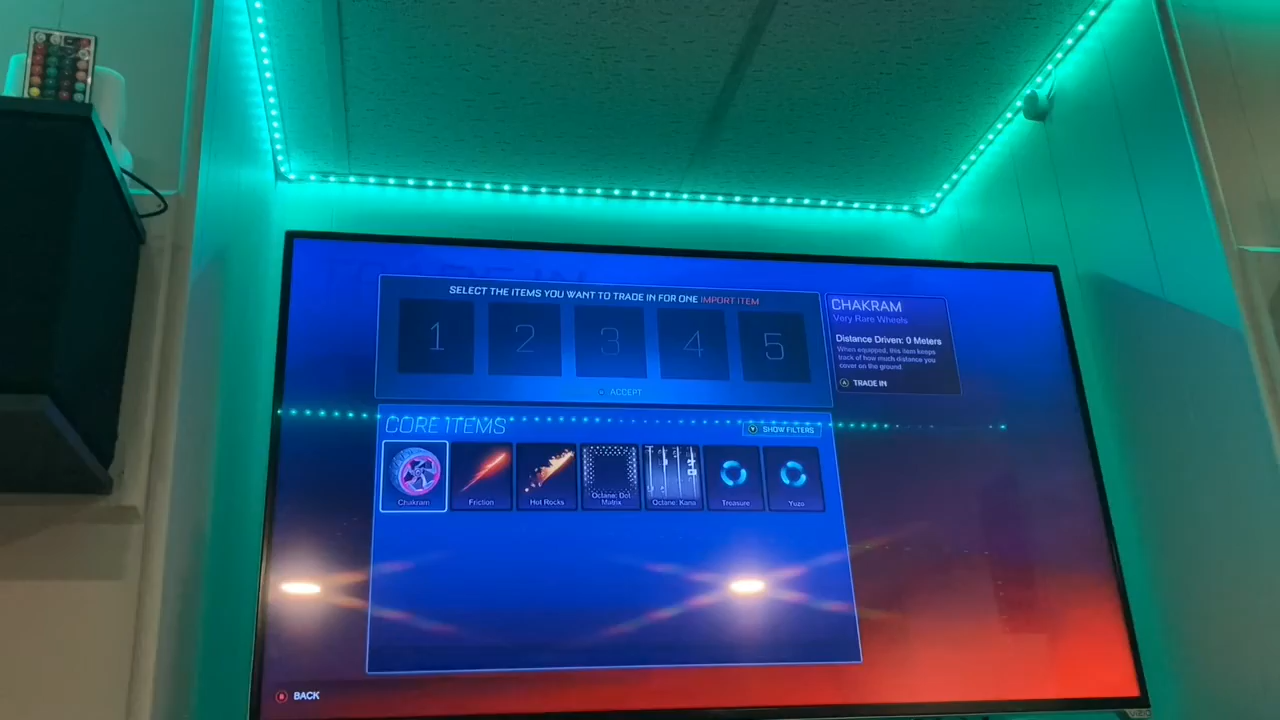 SELECT THE ITEMS YOU WANT TO TRADE IN FOR ONE IMPORT ITEM
1 2 3 4 5
ACCEPT
CHAKRAM
Very Rare Wheels
Distance Driven: 0 Meters
When equipped, this item keeps
track of how much distance you
cover on the ground.
TRADE IN
CORE ITEMS
SHOW FILTERS
Chakram
Friction
Hot Rocks
Octane: Dot
Matrix
Octane: Kana
Treasure
Yuzo
BACK